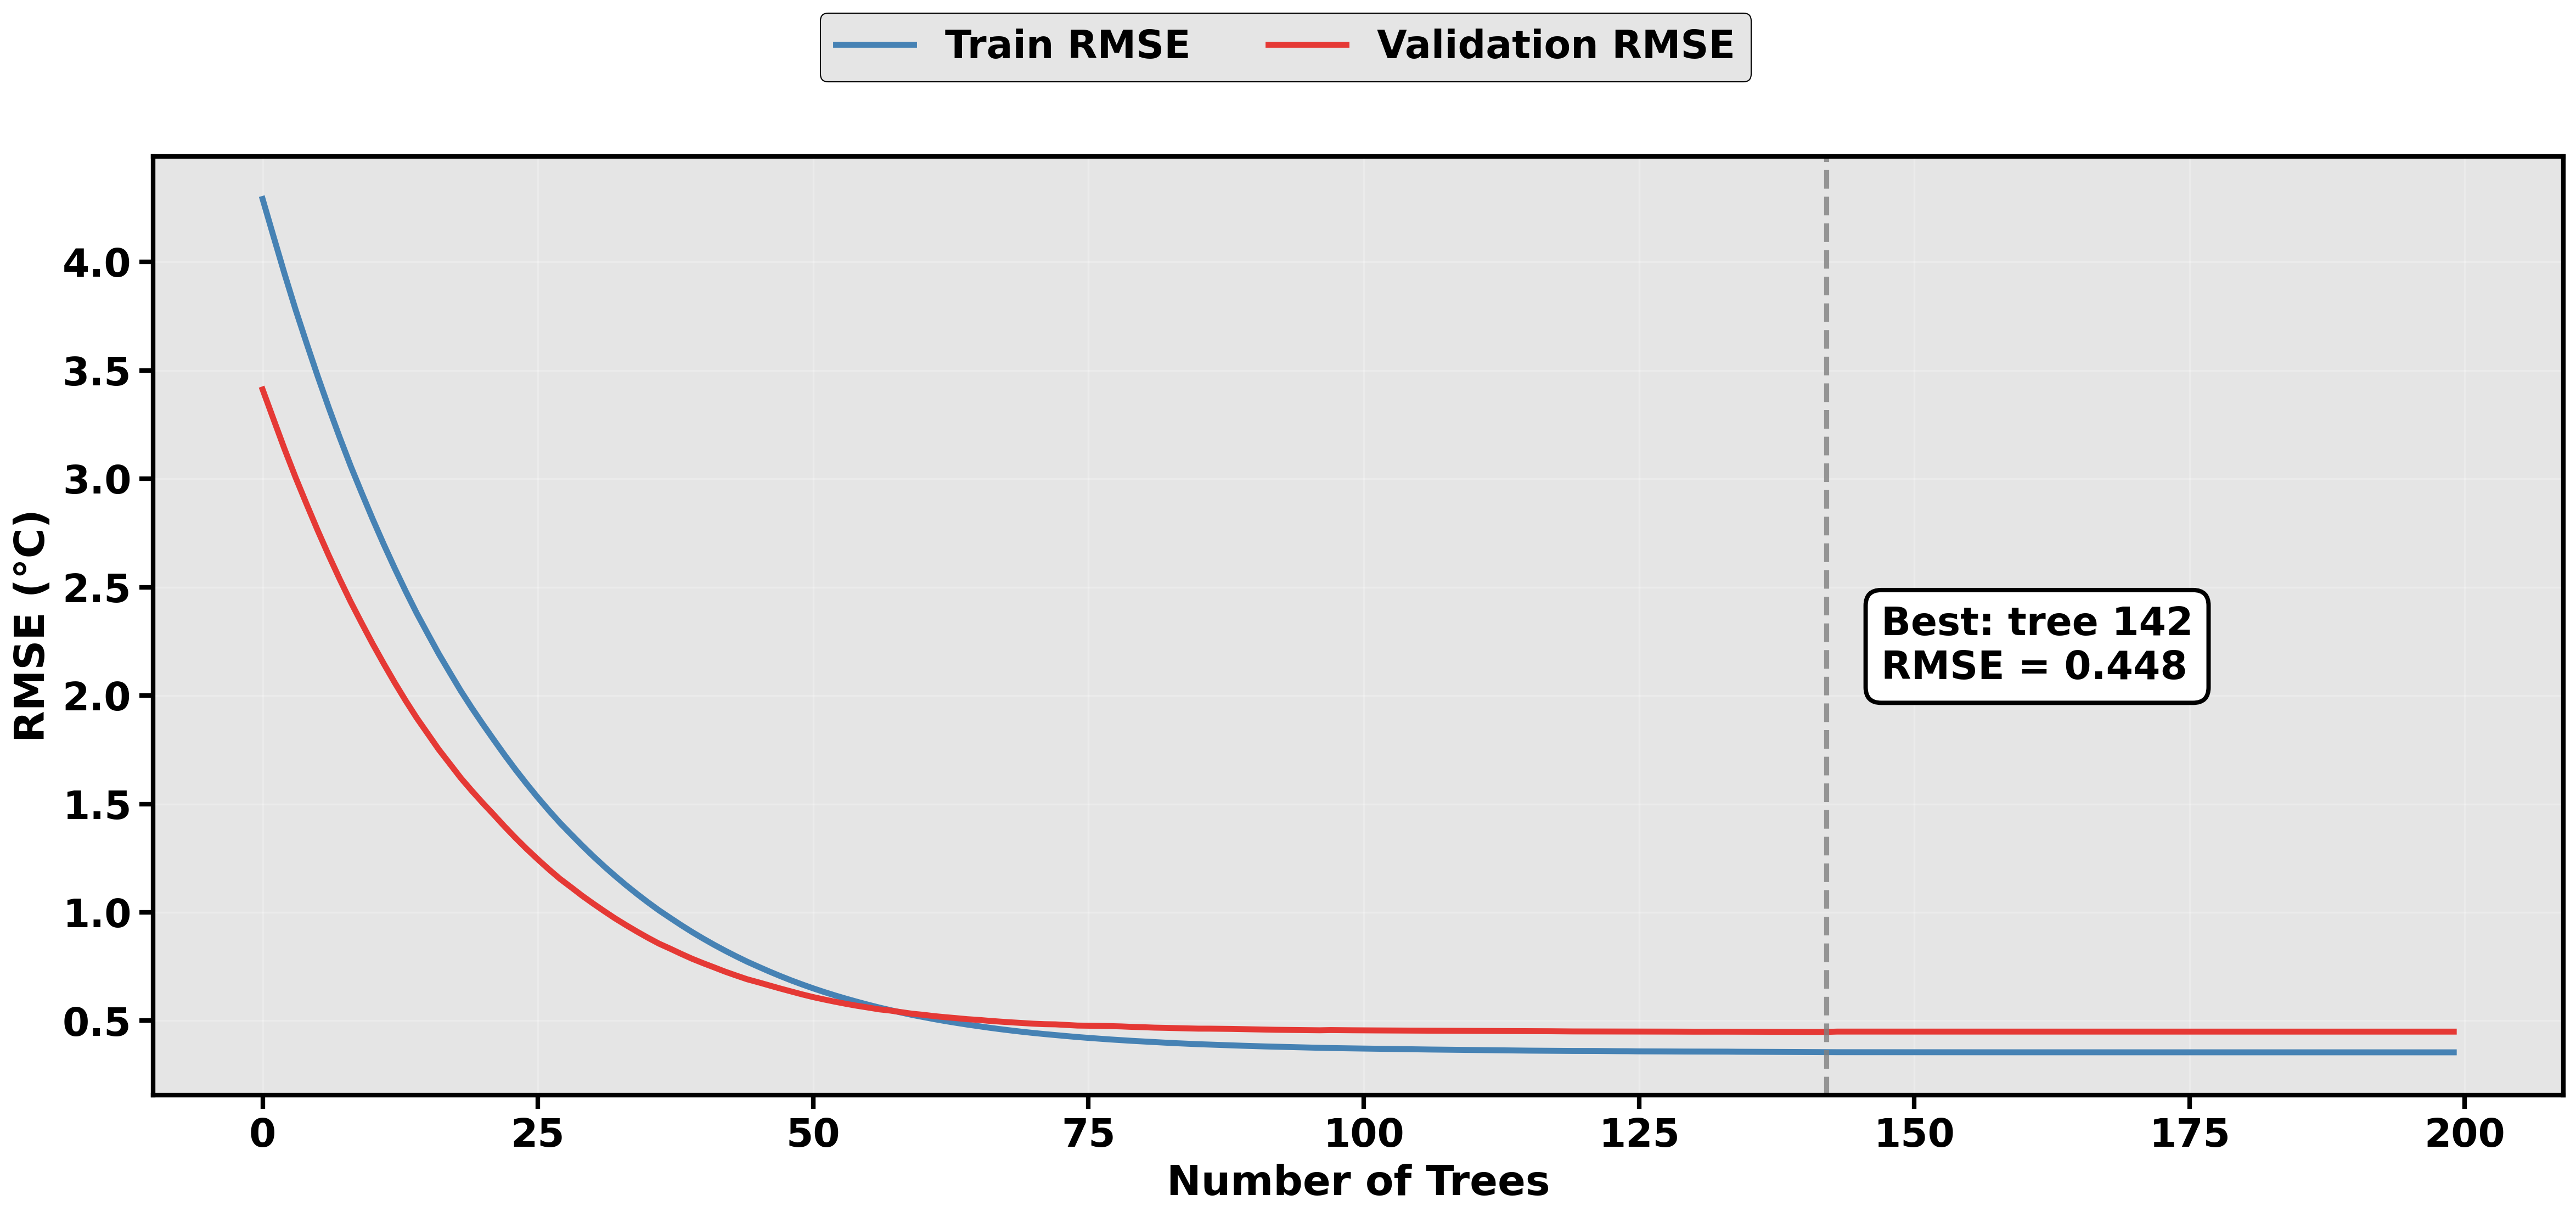 Train RMSE
Validation RMSE
RMSE (°C)
4.0
3.5
3.0
2.5
2.0
1.5
1.0
0.5
Best: tree 142
RMSE = 0.448
0
25
50
75
100
125
150
175
200
Number of Trees